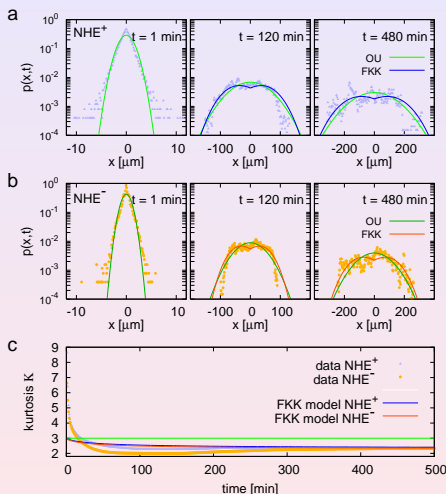 a
NHE+
t = 1 min
t = 120 min
t = 480 min
OU
FKK
p(x,t)
10^0
10^-1
10^-2
10^-3
10^-4
-10 0 10
-100 0 100
-200 0 200
x [μm]
x [μm]
x [μm]
b
NHE-
t = 1 min
t = 120 min
t = 480 min
OU
FKK
p(x,t)
10^0
10^-1
10^-2
10^-3
10^-4
-10 0 10
-100 0 100
-200 0 200
x [μm]
x [μm]
x [μm]
c
kurtosis K
9
8
7
6
5
4
3
2
data NHE+
data NHE-
FKK model NHE+
FKK model NHE-
0 100 200 300 400 500
time [min]